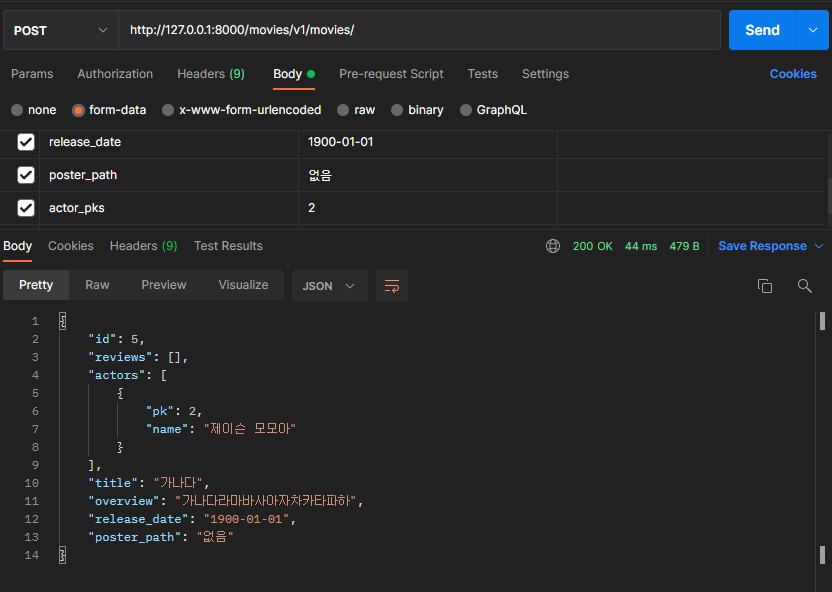 POST http://127.0.0.1:8000/movies/v1/movies/ Send
Params Authorization Headers (9) Body Pre-request Script Tests Settings Cookies
none form-data x-www-form-urlencoded raw binary GraphQL
release_date 1900-01-01
poster_path 없음
actor_pks 2
Body Cookies Headers (9) Test Results 200 OK 44 ms 479 B Save Response
Pretty Raw Preview Visualize JSON
1 {
2 "id": 5,
3 "reviews": [],
4 "actors": [
5 {
6 "pk": 2,
7 "name": "제이슨 모모아"
8 }
9 ],
10 "title": "가나다",
11 "overview": "가나다라마바사아자차카타파하",
12 "release_date": "1900-01-01",
13 "poster_path": "없음"
14 }